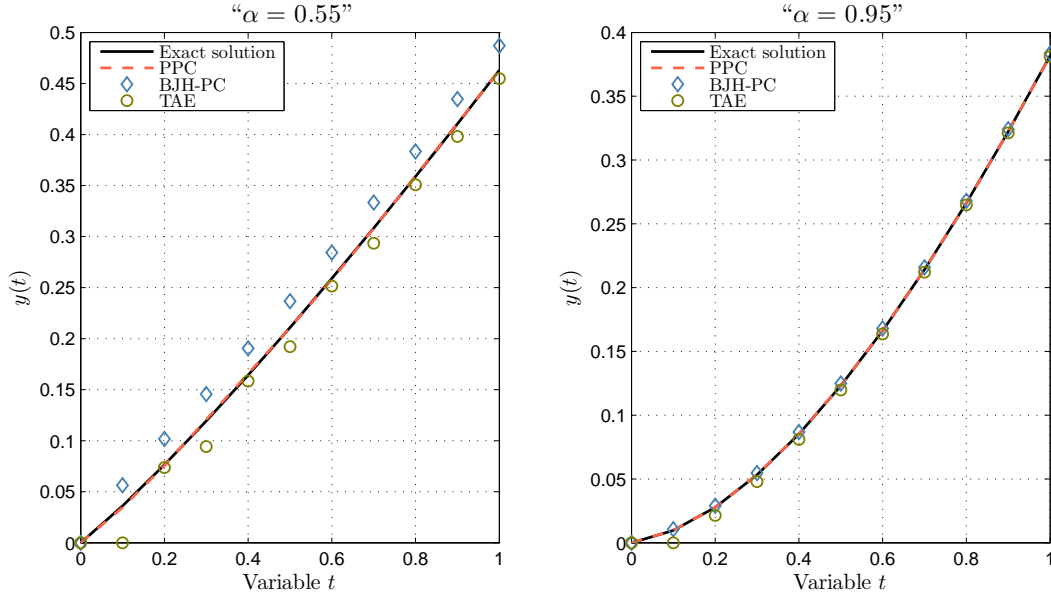 “α = 0.55”
0.5
0.45
0.4
0.35
0.3
0.25
0.2
0.15
0.1
0.05
0
0 0.2 0.4 0.6 0.8 1
Variable t
y(t)
Exact solution
PPC
BJH-PC
TAE
“α = 0.95”
0.4
0.35
0.3
0.25
0.2
0.15
0.1
0.05
0
0 0.2 0.4 0.6 0.8 1
Variable t
y(t)
Exact solution
PPC
BJH-PC
TAE